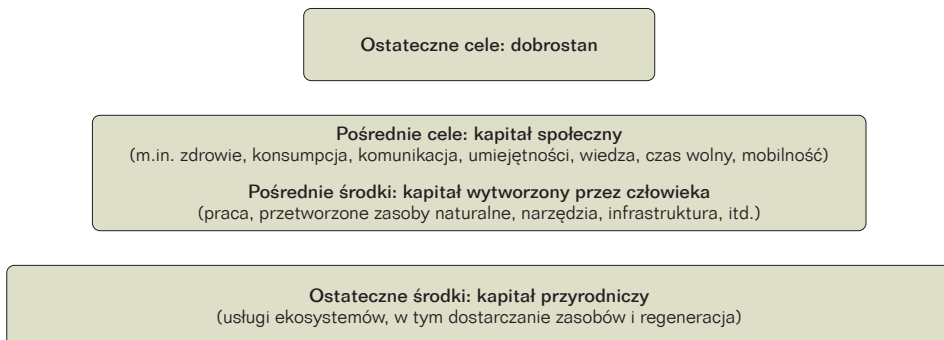 Ostateczne cele: dobrostan
Pośrednie cele: kapitał społeczny
(m.in. zdrowie, konsumpcja, komunikacja, umiejętności, wiedza, czas wolny, mobilność)
Pośrednie środki: kapitał wytworzony przez człowieka
(praca, przetworzone zasoby naturalne, narzędzia, infrastruktura, itd.)
Ostateczne środki: kapitał przyrodniczy
(usługi ekosystemów, w tym dostarczanie zasobów i regeneracja)